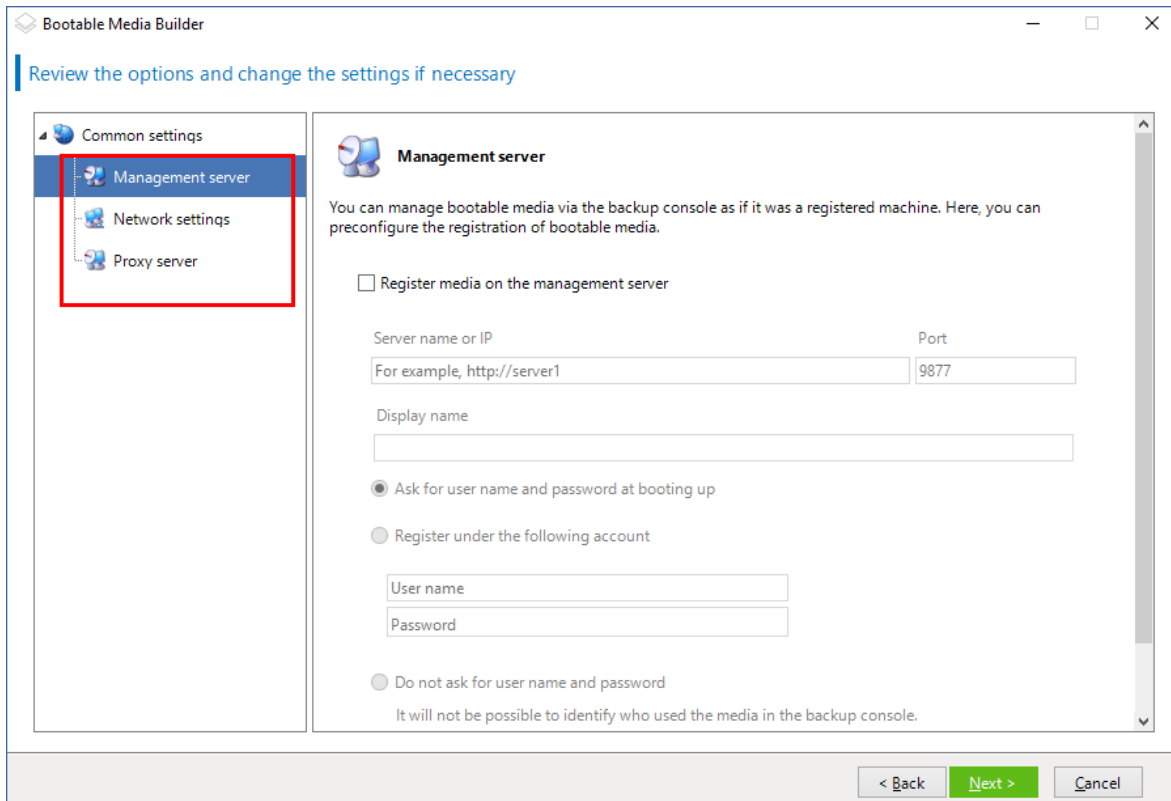 Bootable Media Builder
Review the options and change the settings if necessary
Common settings
Management server
Network settings
Proxy server
Management server
You can manage bootable media via the backup console as if it was a registered machine. Here, you can
preconfigure the registration of bootable media.
Register media on the management server
Server name or IP Port
For example, http://server1 9877
Display name
Ask for user name and password at booting up
Register under the following account
User name
Password
Do not ask for user name and password
It will not be possible to identify who used the media in the backup console.
< Back Next > Cancel